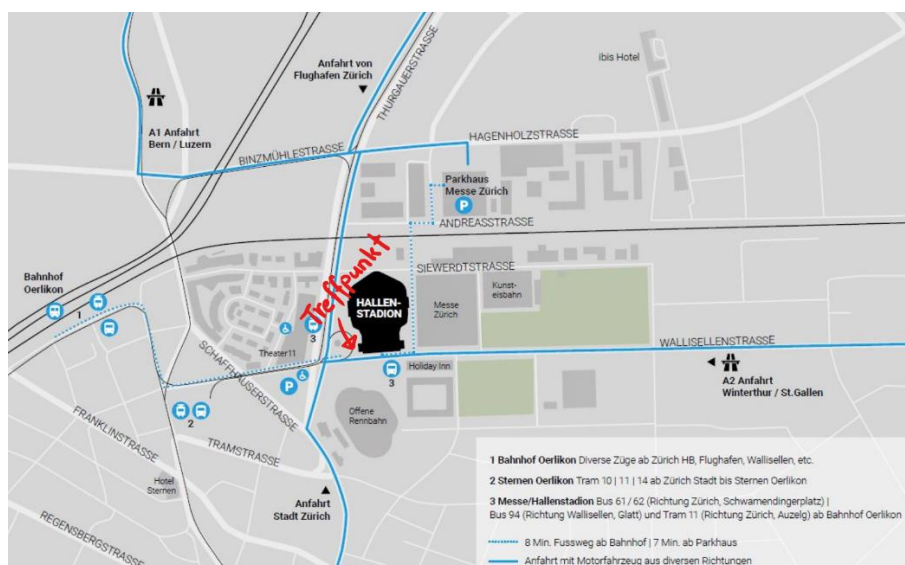 Ibis Hotel
Anfahrt von
Flughafen Zürich
THURGAUERSTRASSE
A1 Anfahrt
Bern / Luzern
BINZMÜHLESTRASSE
HAGENHOLZSTRASSE
Parkhaus
Messe Zürich
P
ANDREASSTRASSE
Treffpunkt
SIEWERDTSTRASSE
Bahnhof
Oerlikon
1
HALLEN-
STADION
Messe
Zürich
Kunst-
eisbahn
3
Theater11
SCHAFFHAUSERSTRASSE
WALLISELLENSTRASSE
P
3
Holiday Inn
A2 Anfahrt
Winterthur / St.Gallen
2
Offene
Rennbahn
FRANKLINSTRASSE
TRAMSTRASSE
Hotel
Sternen
Anfahrt
Stadt Zürich
REGENSBERGSTRASSE
1 Bahnhof Oerlikon Diverse Züge ab Zürich HB, Flughafen, Wallisellen, etc.
2 Sternen Oerlikon Tram 10 | 11 | 14 ab Zürich Stadt bis Sternen Oerlikon
3 Messe/Hallenstadion Bus 61 / 62 (Richtung Zürich, Schwamendingerplatz) |
Bus 94 (Richtung Wallisellen, Glatt) und Tram 11 (Richtung Zürich, Auzelg) ab Bahnhof Oerlikon
8 Min. Fussweg ab Bahnhof | 7 Min. ab Parkhaus
Anfahrt mit Motorfahrzeug aus diversen Richtungen